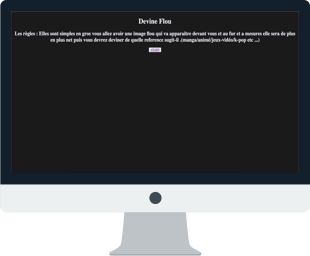 Devine Flou
Les règles : Elles sont simples en gros vous allez avoir une image flou qui va apparaitre devant vous et au fur et a mesures elle sera de plus
en plus net puis vous devrez deviner de quelle reference sagit-il .(manga/animé/jeux-vidéo/k-pop etc ...)